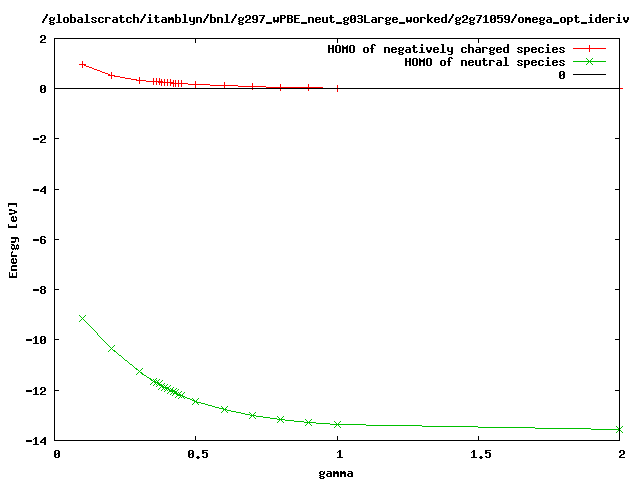 /globalscratch/itamblyn/bnl/g297_wPBE_neut_g03Large_worked/g2g71059/omega_opt_ideriv
HOMO of negatively charged species
HOMO of neutral species
0
2
0
-2
-4
-6
-8
-10
-12
-14
Energy [eV]
0 0.5 1 1.5 2
gamma